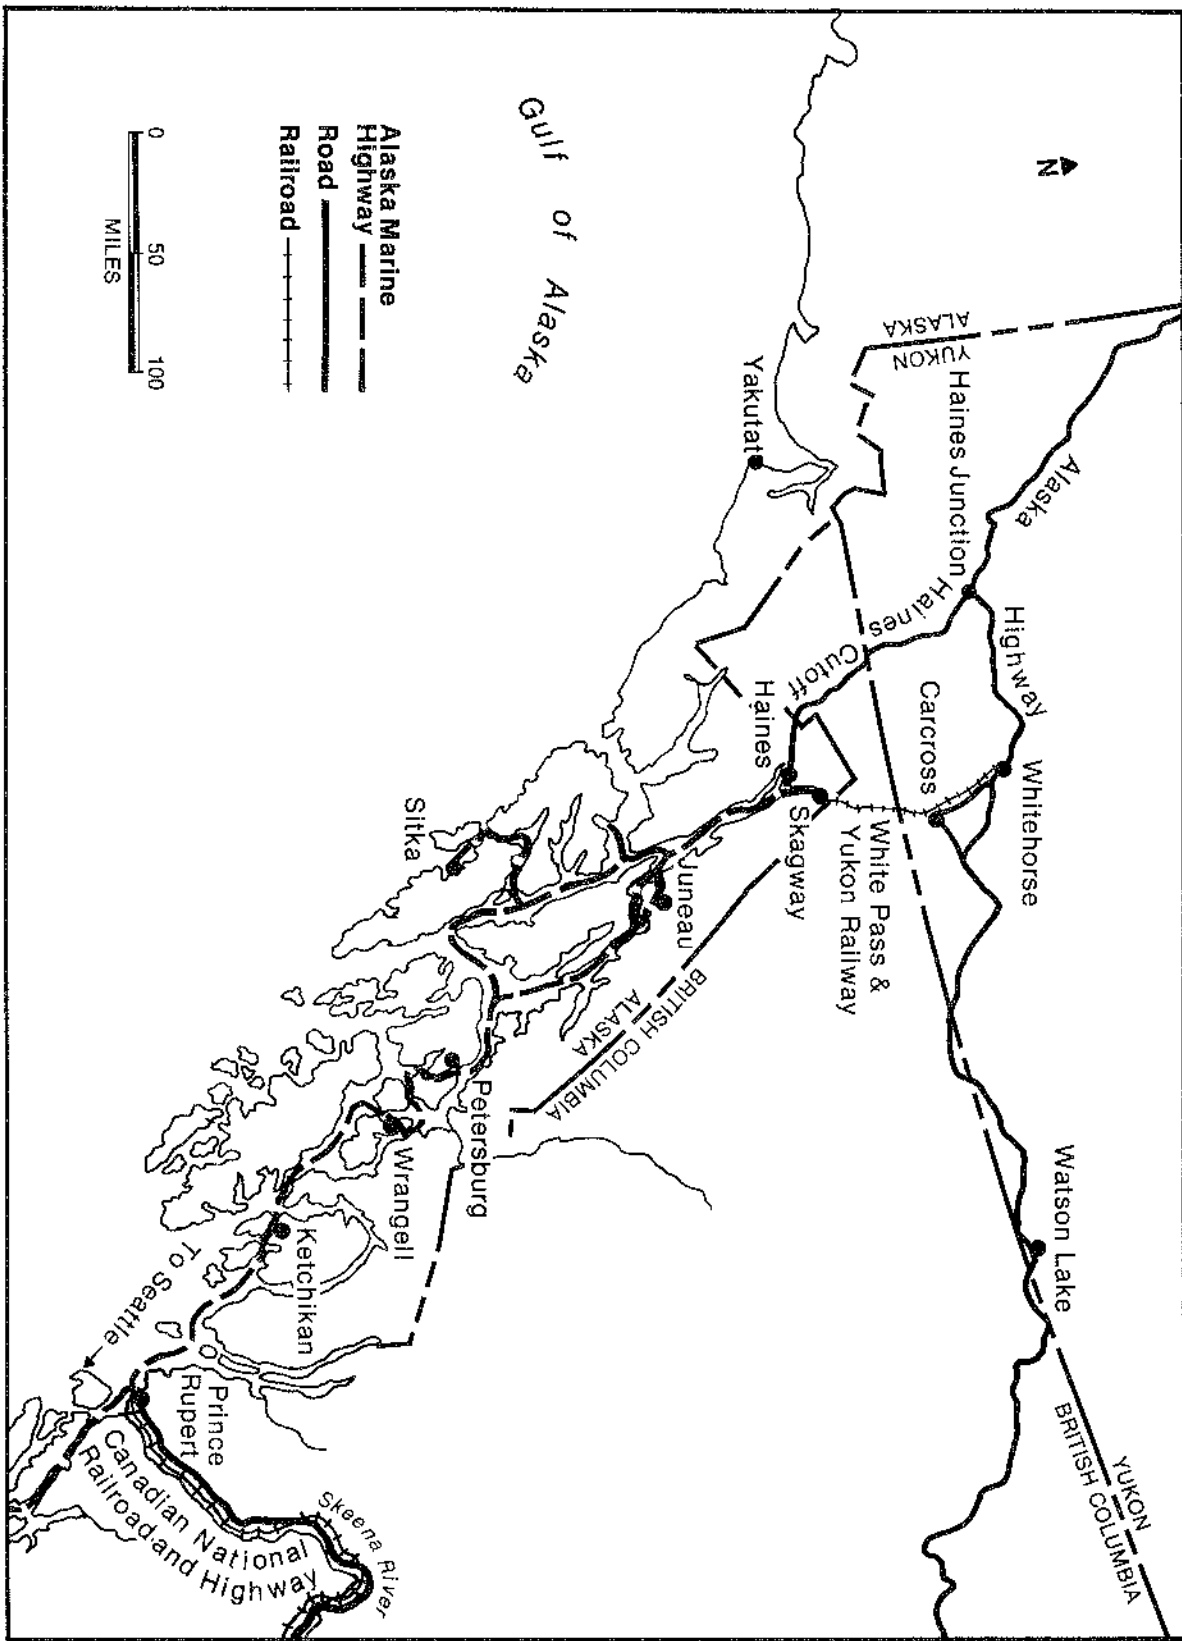 N
ALASKA
YUKON
Alaska
Highway
Haines Junction
Haines
Cutoff
Whitehorse
Carcross
Watson Lake
YUKON
BRITISH COLUMBIA
Yakutat
Haines
Skagway
White Pass &
Yukon Railway
Juneau
BRITISH COLUMBIA
ALASKA
Gulf of Alaska
Sitka
Petersburg
Wrangell
Ketchikan
To Seattle
Prince
Rupert
Canadian National
Railroad and Highway
Skeena River
Alaska Marine
Highway
Road
Railroad
0 50 100
MILES